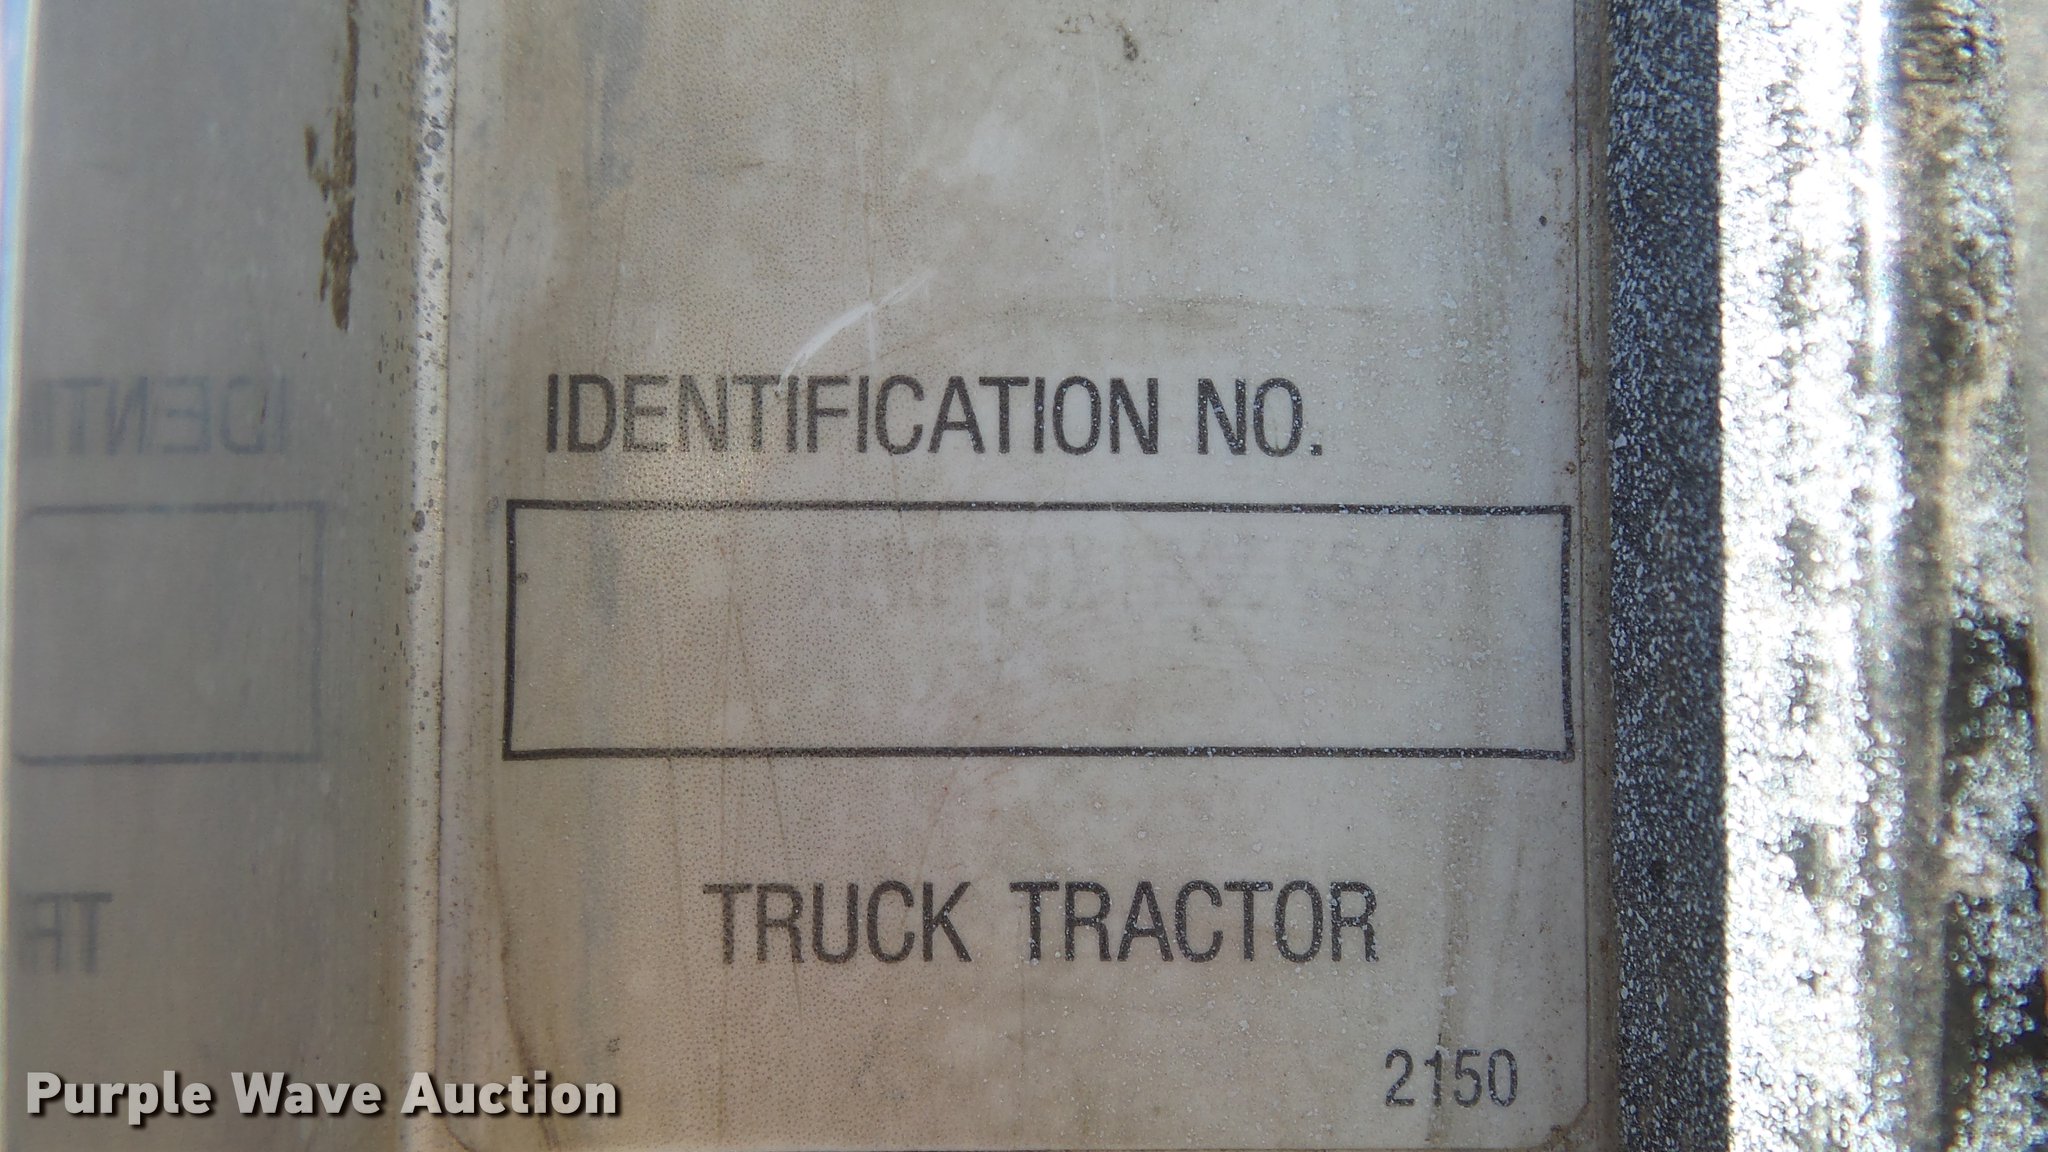 IDENTIFICATION NO.
TRUCK TRACTOR
2150
Purple Wave Auction